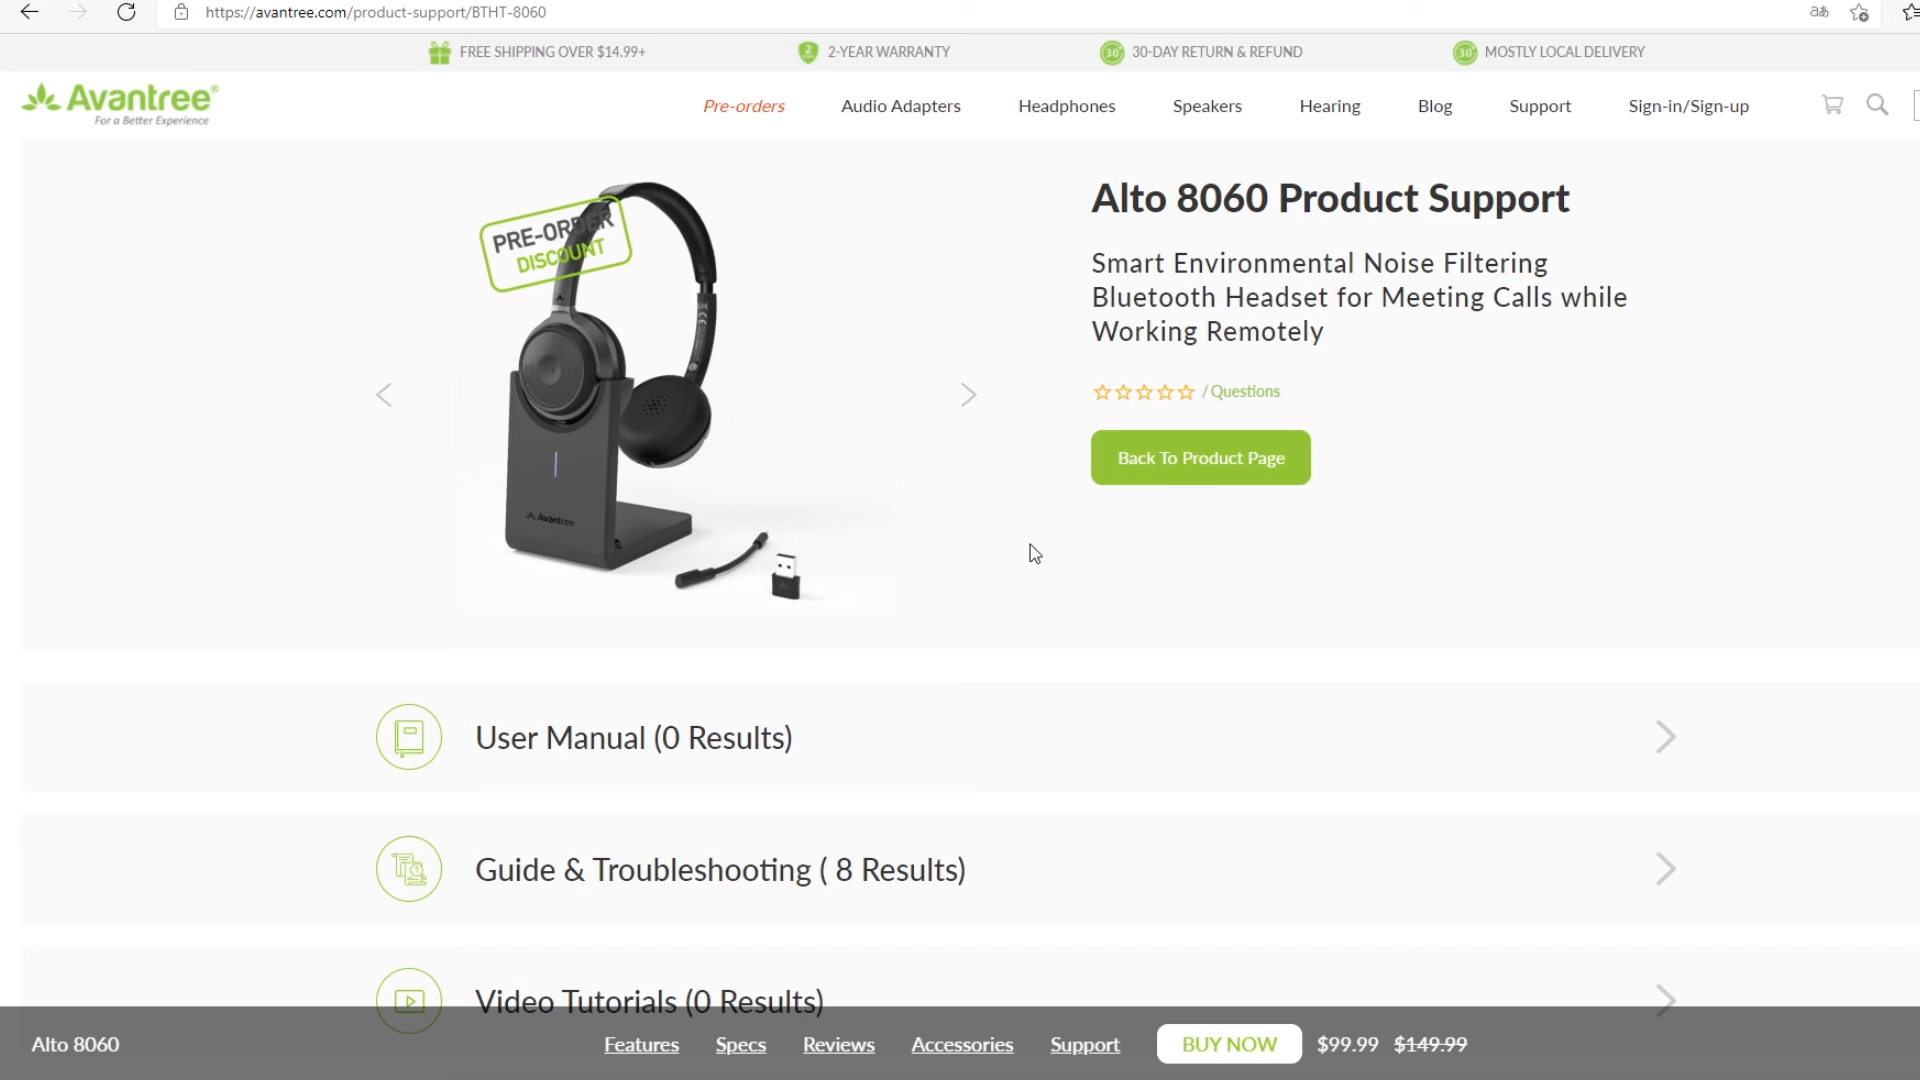 https://avantree.com/product-support/BTHT-8060
FREE SHIPPING OVER $14.99+
2-YEAR WARRANTY
30-DAY RETURN & REFUND
MOSTLY LOCAL DELIVERY
Avantree®
For a Better Experience
Pre-orders
Audio Adapters
Headphones
Speakers
Hearing
Blog
Support
Sign-in/Sign-up
PRE-ORDER
DISCOUNT
Avantree
Alto 8060 Product Support
Smart Environmental Noise Filtering
Bluetooth Headset for Meeting Calls while
Working Remotely
/ Questions
Back To Product Page
User Manual (0 Results)
Guide & Troubleshooting ( 8 Results)
Video Tutorials (0 Results)
Alto 8060
Features
Specs
Reviews
Accessories
Support
BUY NOW
$99.99
$149.99